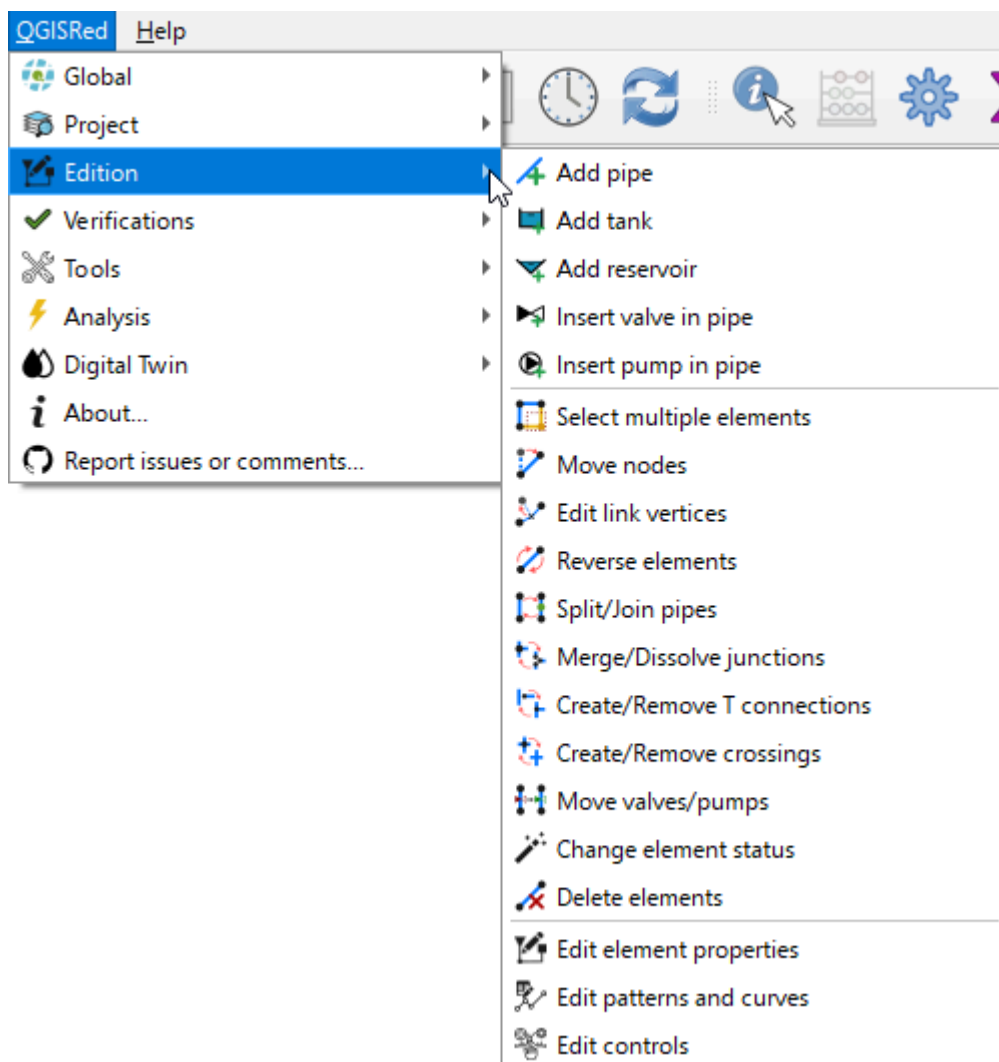 QGISRed Help
Global
Project
Edition
Verifications
Tools
Analysis
Digital Twin
About...
Report issues or comments...
Add pipe
Add tank
Add reservoir
Insert valve in pipe
Insert pump in pipe
Select multiple elements
Move nodes
Edit link vertices
Reverse elements
Split/Join pipes
Merge/Dissolve junctions
Create/Remove T connections
Create/Remove crossings
Move valves/pumps
Change element status
Delete elements
Edit element properties
Edit patterns and curves
Edit controls